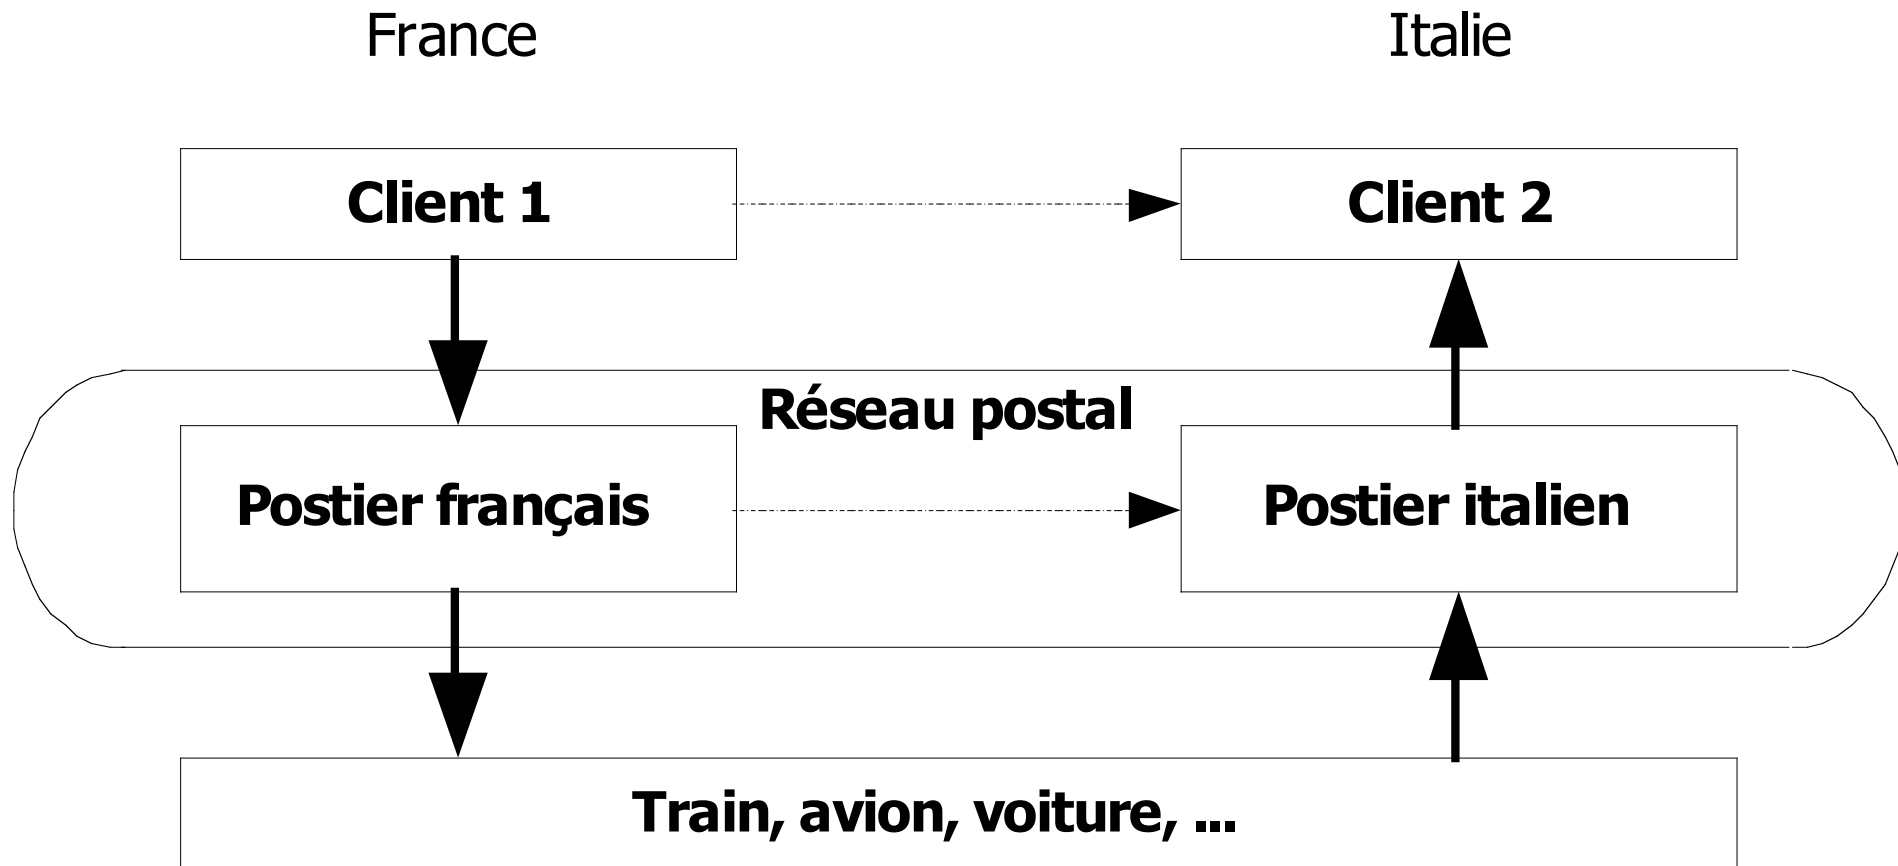 France
Italie
Client 1
Client 2
Réseau postal
Postier français
Postier italien
Train, avion, voiture, ...